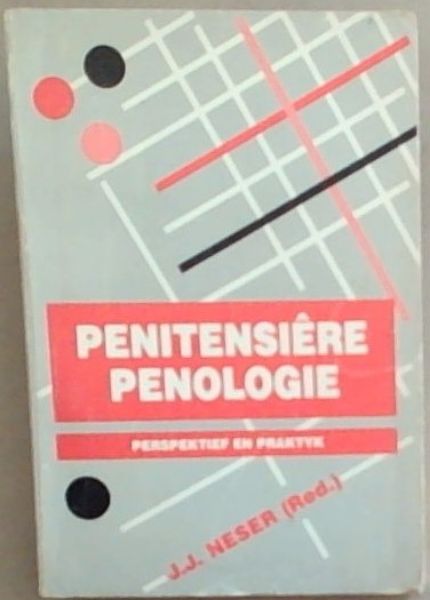 PENITENSIÊRE
PENOLOGIE
PERSPEKTIEF EN PRAKTYK
J.J. NESER (Red.)